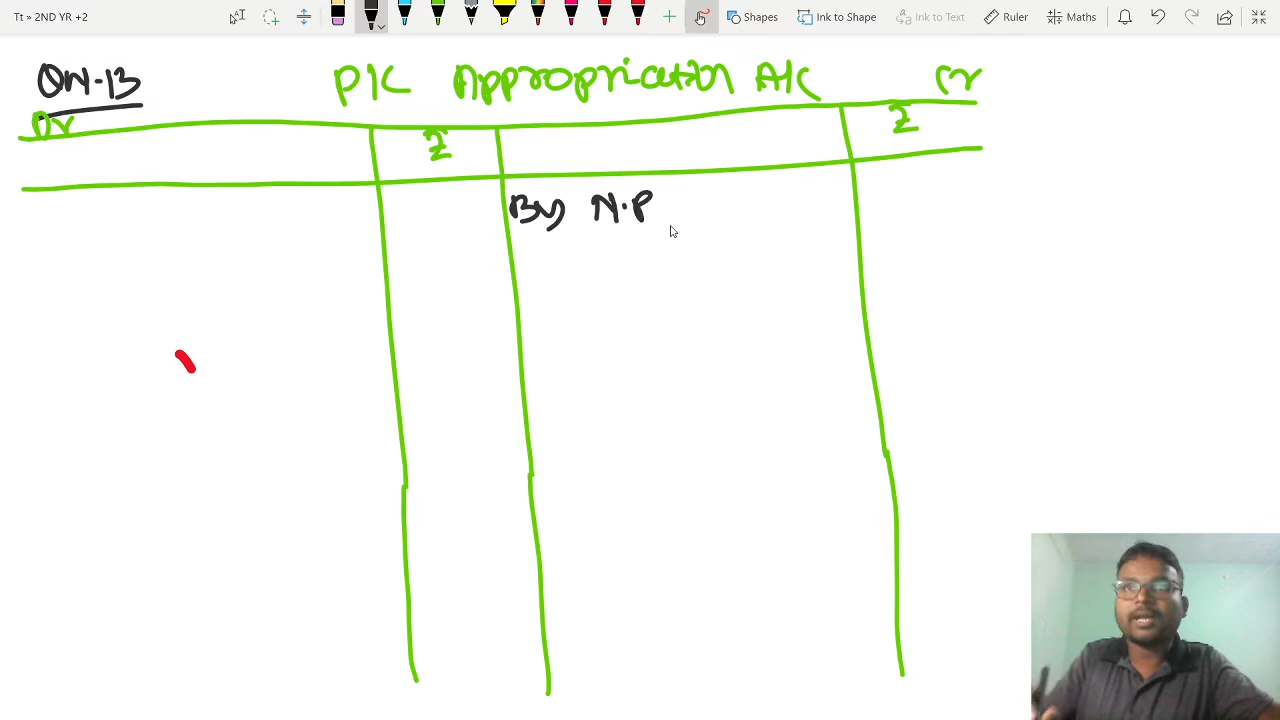 Tt » 2ND YR +2
Shapes
Ink to Shape
Ink to Text
Ruler
Maths
QN-13
P/L Appropriation A/C Cr
Dr
₹ ₹
By N.P